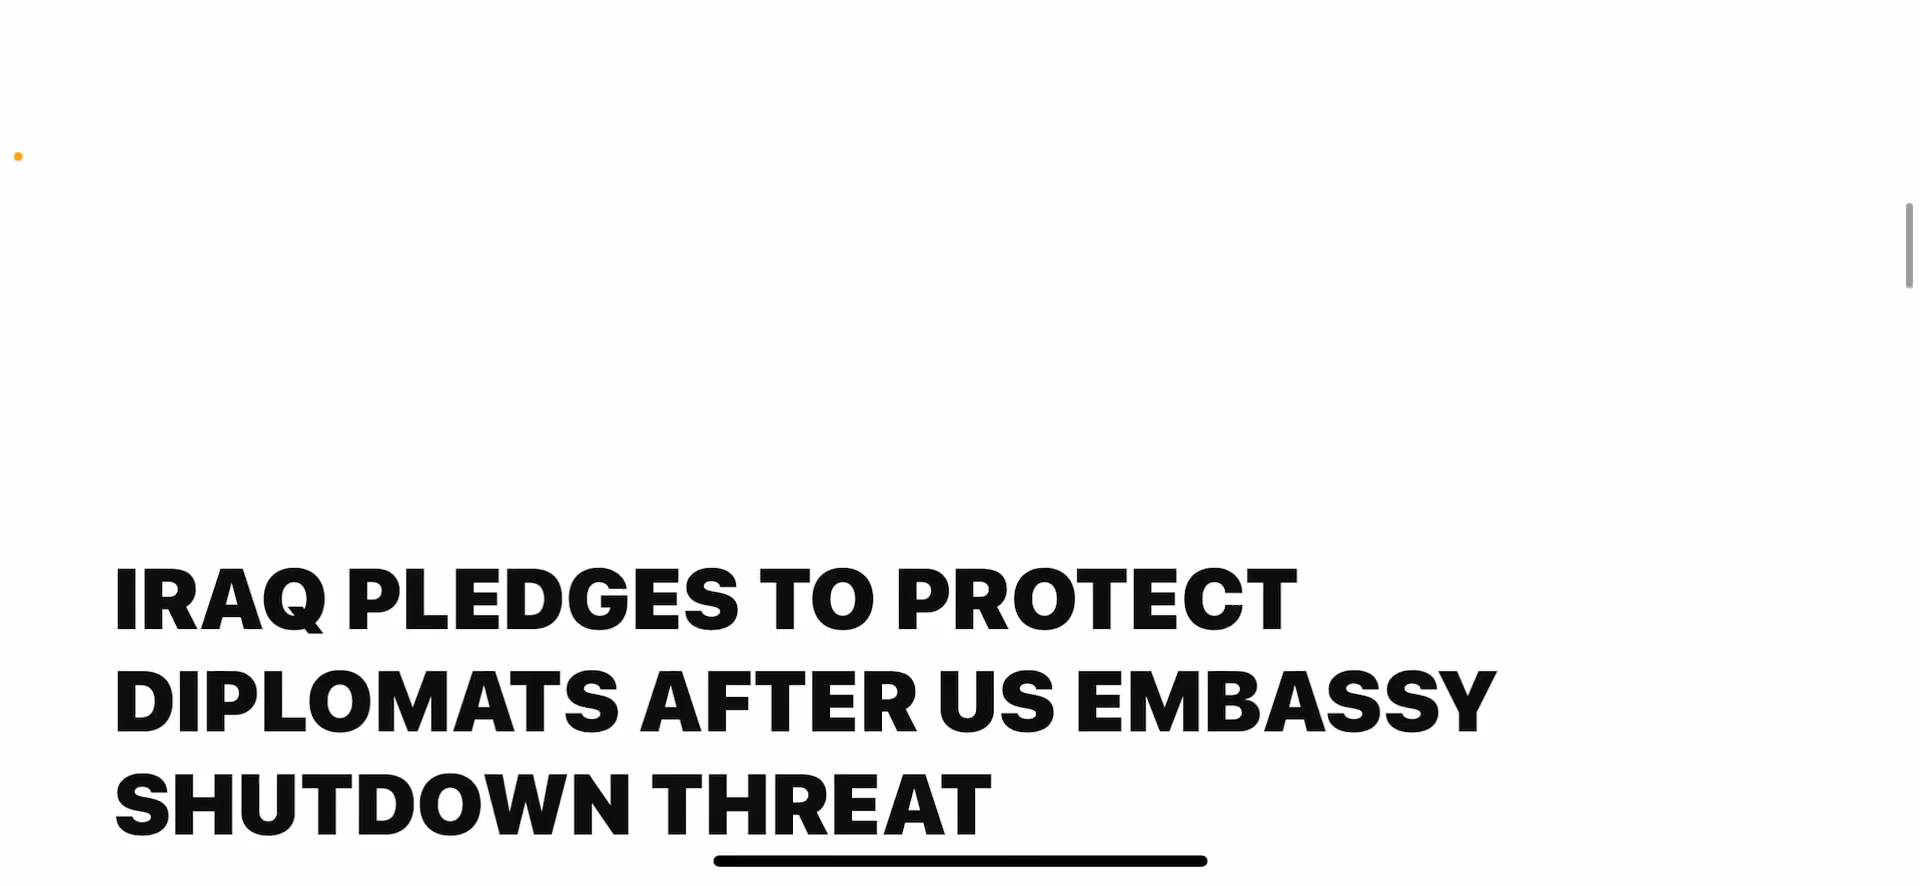 IRAQ PLEDGES TO PROTECT
DIPLOMATS AFTER US EMBASSY
SHUTDOWN THREAT